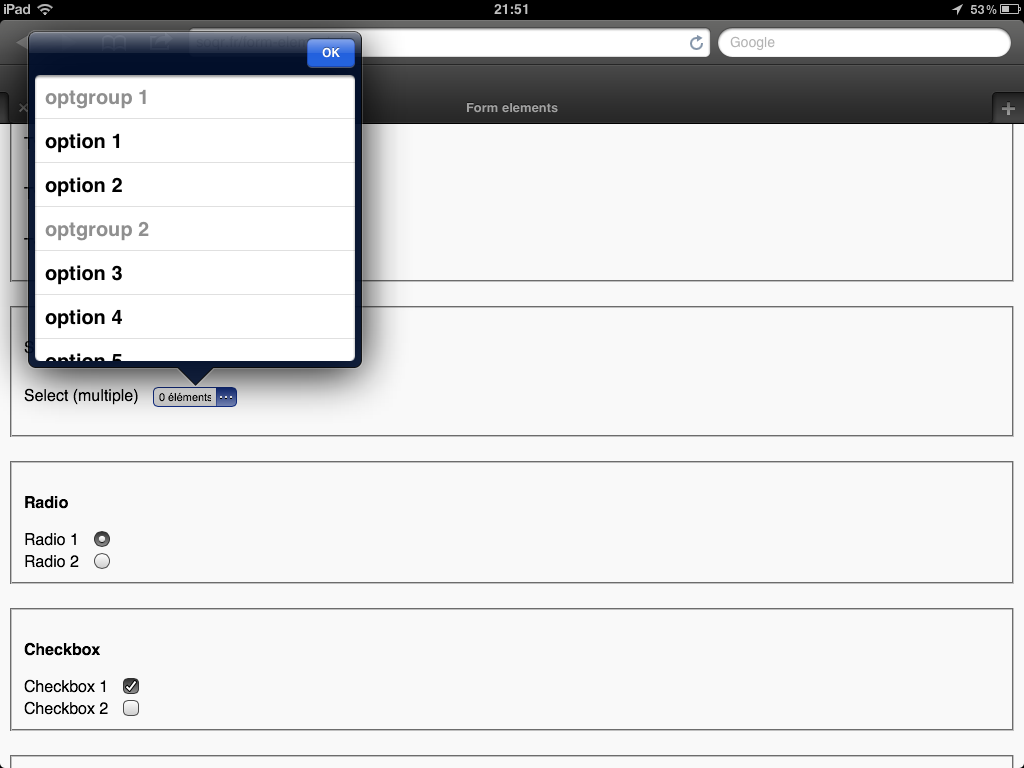 iPad 21:51 53%
Google
OK
Form elements
optgroup 1
option 1
option 2
optgroup 2
option 3
option 4
option 5
Select (multiple) 0 éléments
Radio
Radio 1
Radio 2
Checkbox
Checkbox 1
Checkbox 2